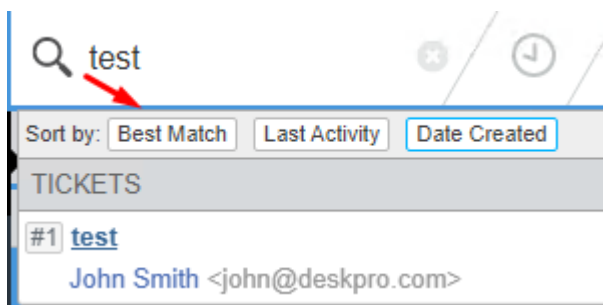 test
Sort by: Best Match Last Activity Date Created
TICKETS
#1 test
John Smith <john@deskpro.com>